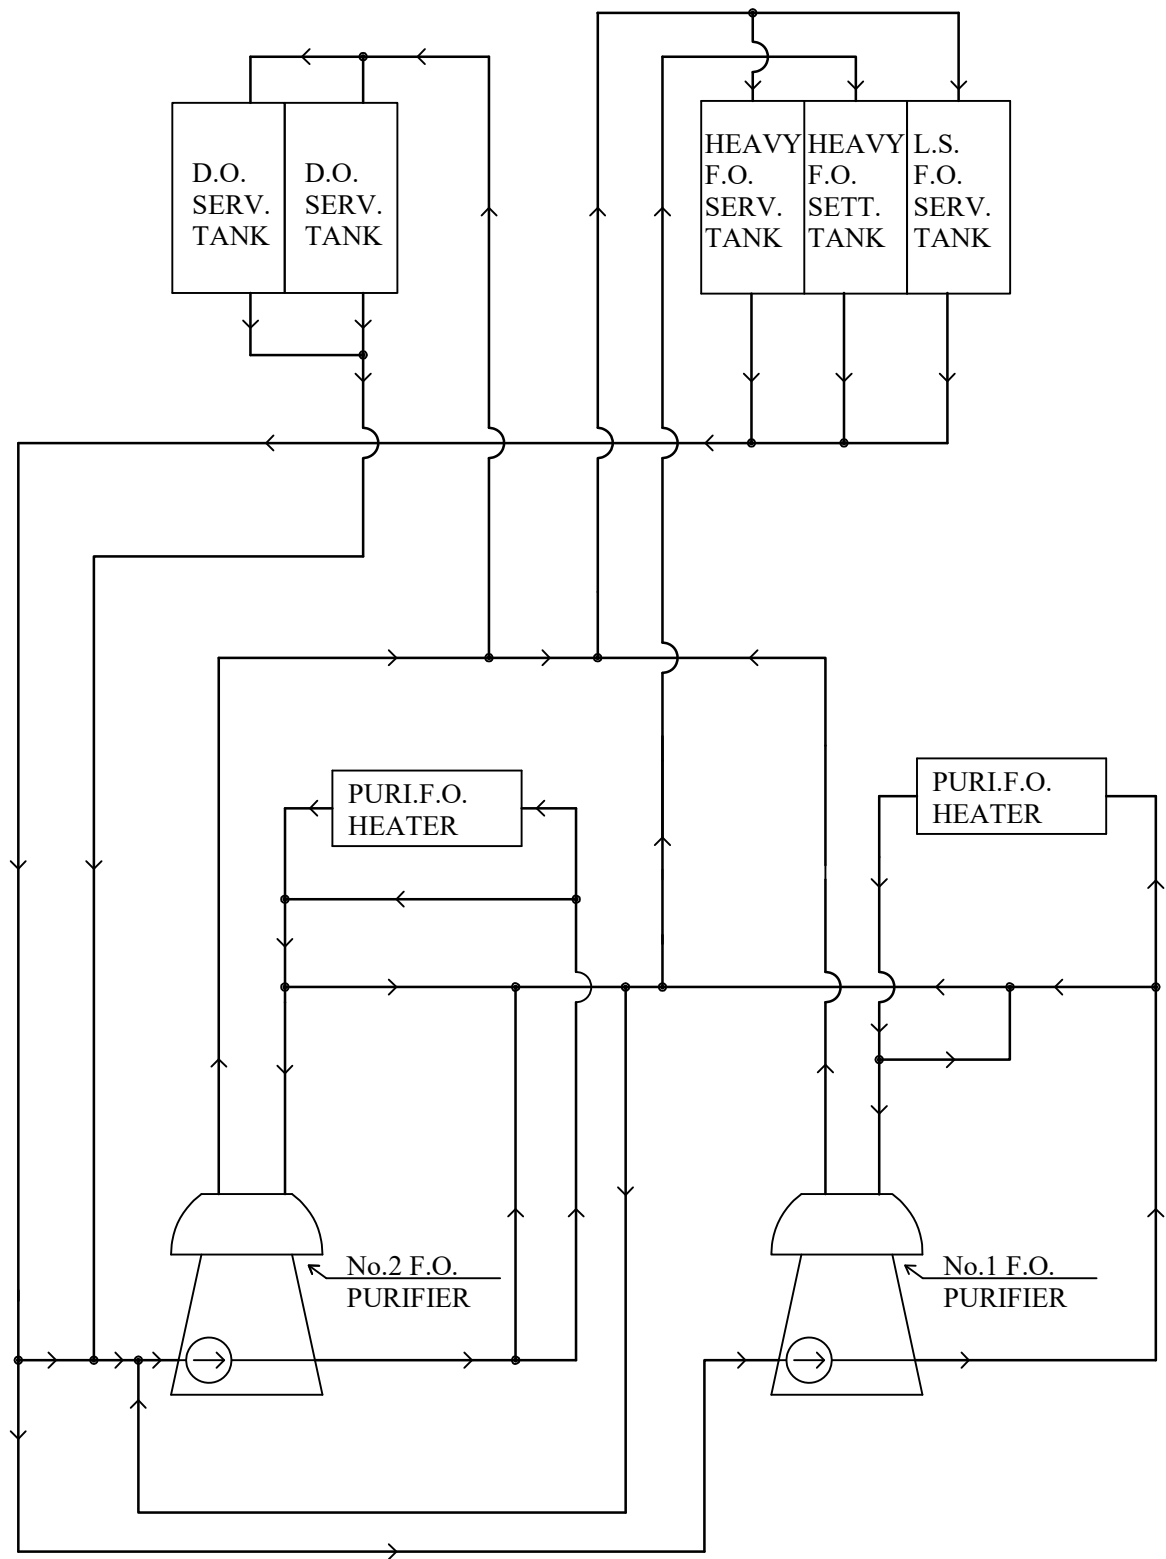 D.O.
SERV.
TANK
D.O.
SERV.
TANK
HEAVY
F.O.
SERV.
TANK
HEAVY
F.O.
SETT.
TANK
L.S.
F.O.
SERV.
TANK
PURI.F.O.
HEATER
PURI.F.O.
HEATER
No.2 F.O.
PURIFIER
No.1 F.O.
PURIFIER